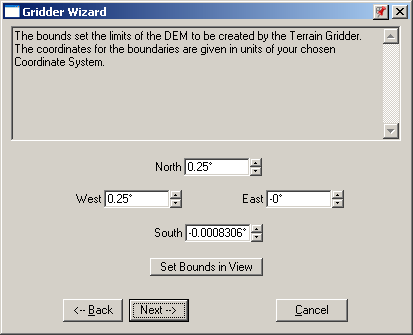 Gridder Wizard
The bounds set the limits of the DEM to be created by the Terrain Gridder.
The coordinates for the boundaries are given in units of your chosen
Coordinate System.
North 0.25°
West 0.25° East -0°
South -0.0008306°
Set Bounds in View
<-- Back Next --> Cancel